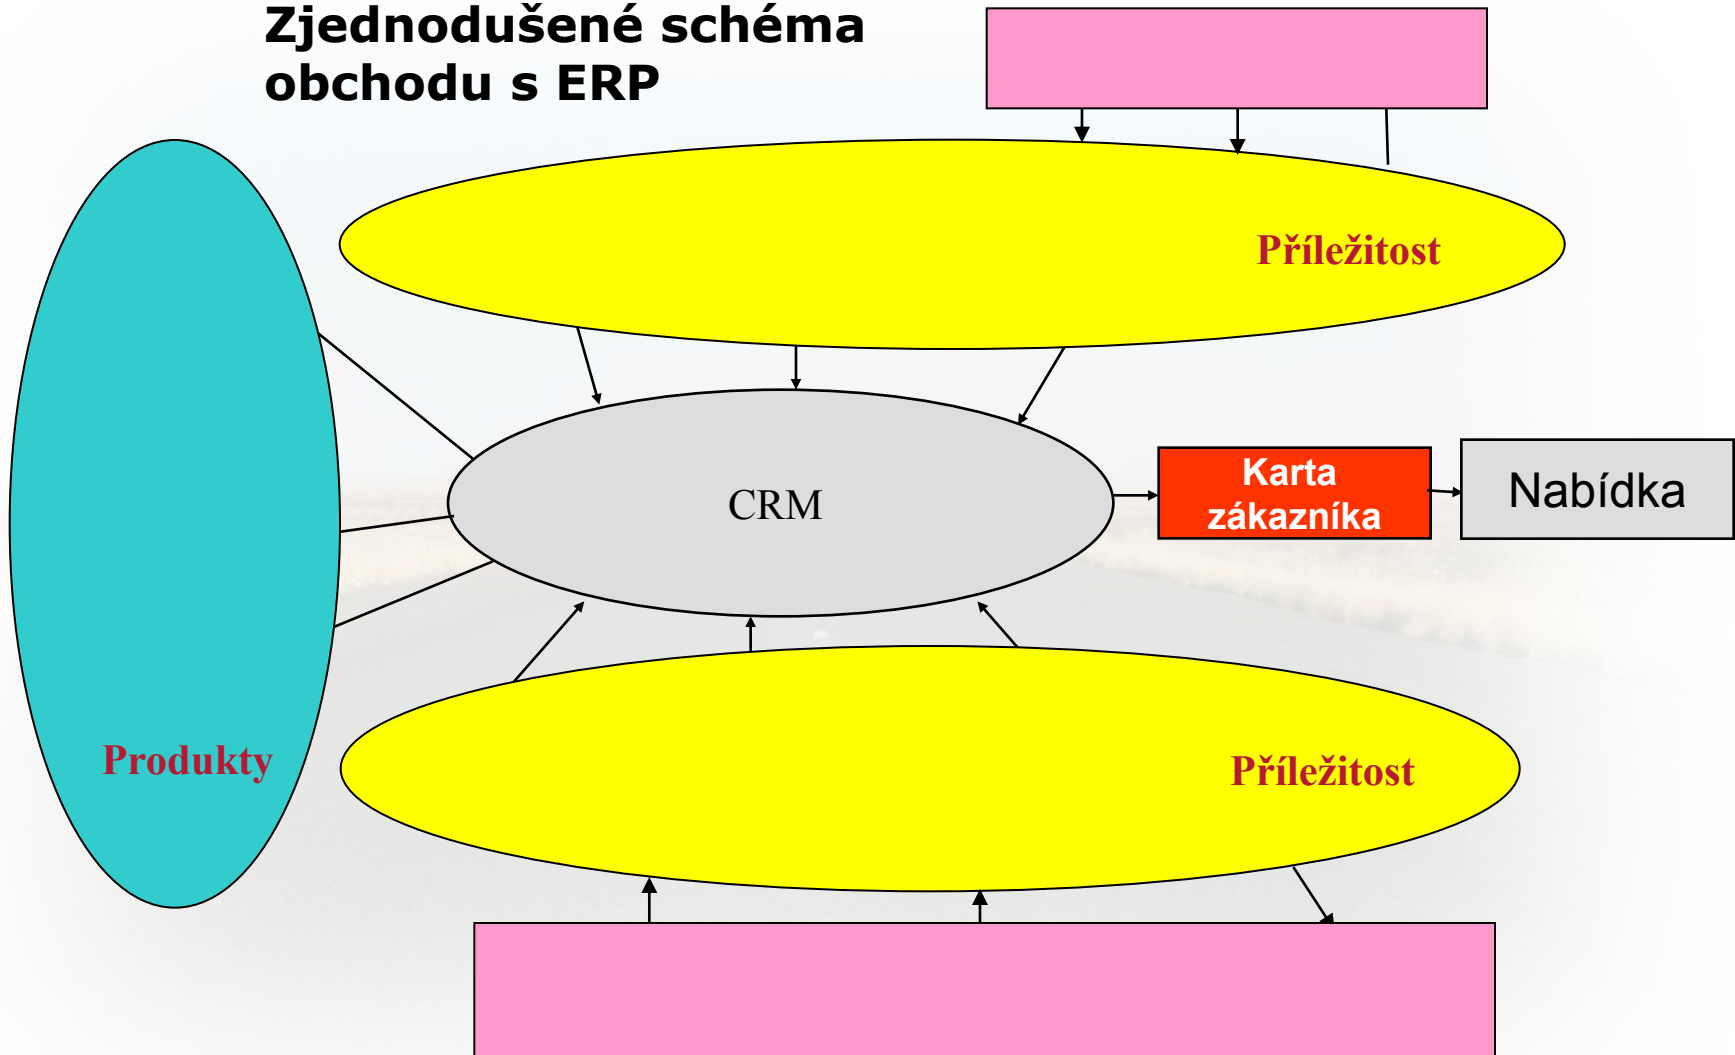 Zjednodušené schéma
obchodu s ERP
Příležitost
CRM
Karta
zákazníka
Nabídka
Produkty
Příležitost